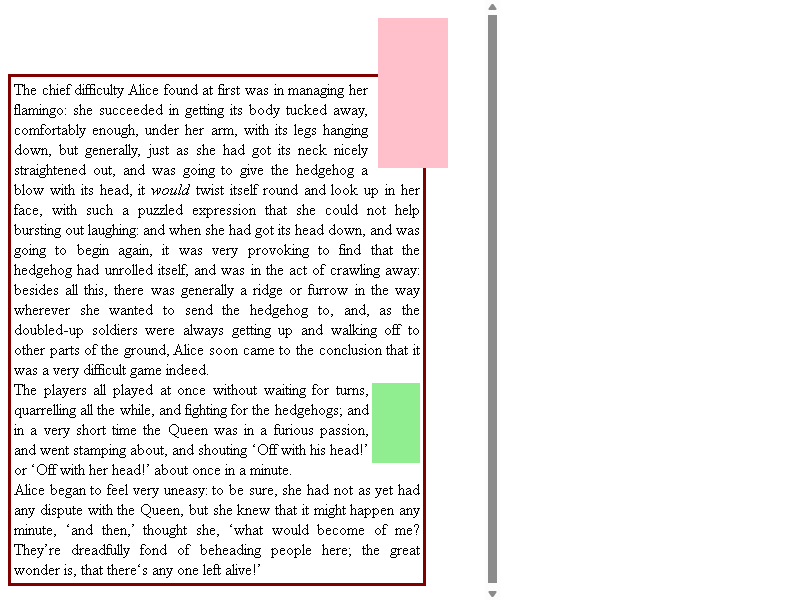 The chief difficulty Alice found at first was in managing her
flamingo: she succeeded in getting its body tucked away,
comfortably enough, under her arm, with its legs hanging
down, but generally, just as she had got its neck nicely
straightened out, and was going to give the hedgehog a
blow with its head, it would twist itself round and look up in her
face, with such a puzzled expression that she could not help
bursting out laughing: and when she had got its head down, and was
going to begin again, it was very provoking to find that the
hedgehog had unrolled itself, and was in the act of crawling away:
besides all this, there was generally a ridge or furrow in the way
wherever she wanted to send the hedgehog to, and, as the
doubled-up soldiers were always getting up and walking off to
other parts of the ground, Alice soon came to the conclusion that it
was a very difficult game indeed.
The players all played at once without waiting for turns,
quarrelling all the while, and fighting for the hedgehogs; and
in a very short time the Queen was in a furious passion,
and went stamping about, and shouting ‘Off with his head!’
or ‘Off with her head!’ about once in a minute.
Alice began to feel very uneasy: to be sure, she had not as yet had
any dispute with the Queen, but she knew that it might happen any
minute, ‘and then,’ thought she, ‘what would become of me?
They’re dreadfully fond of beheading people here; the great
wonder is, that there‘s any one left alive!’